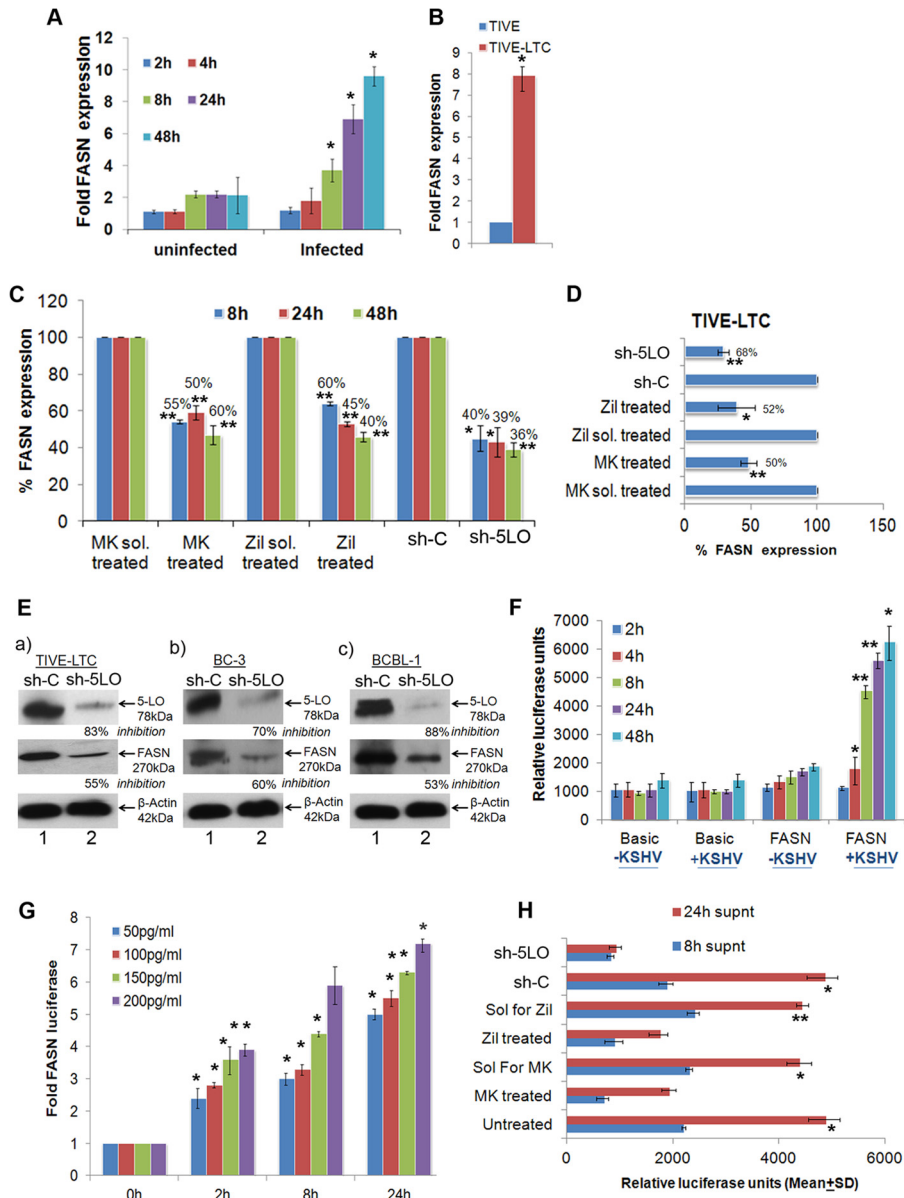 A
2h 4h
8h 24h
48h
Fold FASN expression
12
10
8
6
4
2
0
* * *
uninfected Infected
B
TIVE
TIVE-LTC
Fold FASN expression
9
8
7
6
5
4
3
2
1
0
*
C
8h 24h 48h
% FASN expression
120
100
80
60
40
20
0
55% 50% 60%
** ** **
60% 45% 40%
** ** **
40% 39% 36%
* * **
MK sol. treated
MK treated
Zil sol. treated
Zil treated
sh-C
sh-5LO
D
TIVE-LTC
sh-5LO 68% **
sh-C
Zil treated 52% *
Zil sol. treated
MK treated 50% **
MK sol. treated
0 50 100 150
% FASN expression
E
a) TIVE-LTC
sh-C sh-5LO
5-LO
78kDa
83% inhibition
FASN
270kDa
55% inhibition
β-Actin
42kDa
1 2
b) BC-3
sh-C sh-5LO
5-LO
78kDa
70% inhibition
FASN
270kDa
60% inhibition
β-Actin
42kDa
1 2
c) BCBL-1
sh-C sh-5LO
5-LO
78kDa
88% inhibition
FASN
270kDa
53% inhibition
β-Actin
42kDa
1 2
F
2h
4h
8h
24h
48h
Relative luciferase units
7000
6000
5000
4000
3000
2000
1000
0
* ** ** *
Basic -KSHV
Basic +KSHV
FASN -KSHV
FASN +KSHV
G
50pg/ml
100pg/ml
150pg/ml
200pg/ml
Fold FASN luciferase
8
7
6
5
4
3
2
1
0
* * * **
* * *
* ** ** *
0h 2h 8h 24h
H
24h supnt
8h supnt
sh-5LO
sh-C *
Sol for Zil **
Zil treated
Sol For MK *
MK treated
Untreated *
0 2000 4000 6000
Relative luciferase units (Mean±SD)